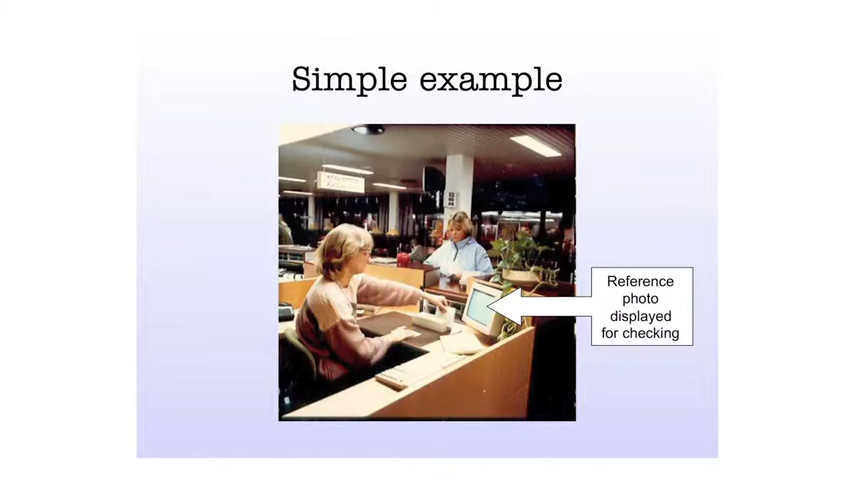 Simple example
Reference
photo
displayed
for checking